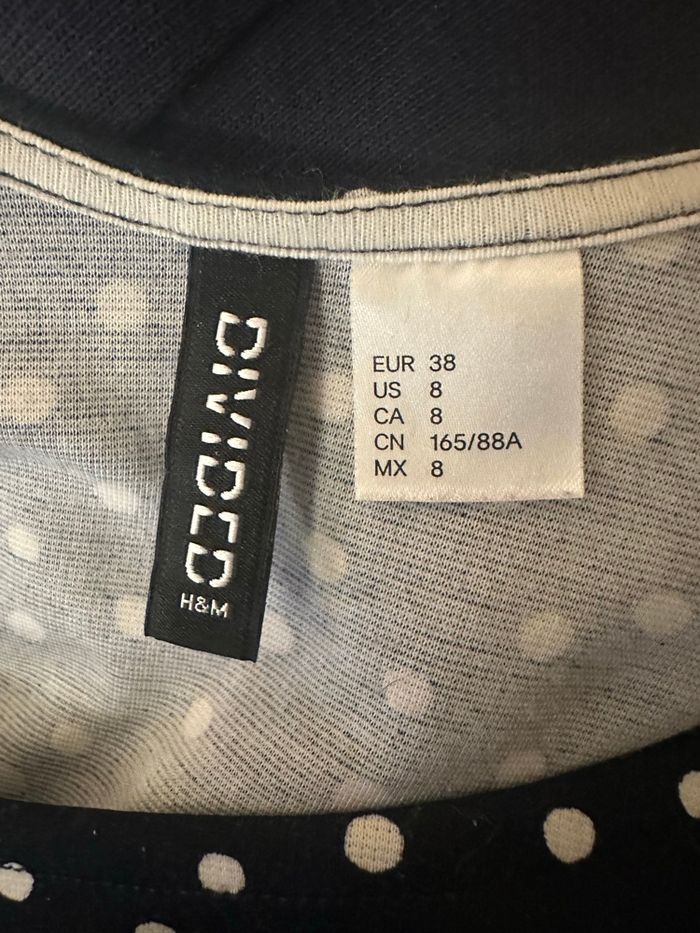 DIVIDED
H&M
EUR 38
US 8
CA 8
CN 165/88A
MX 8